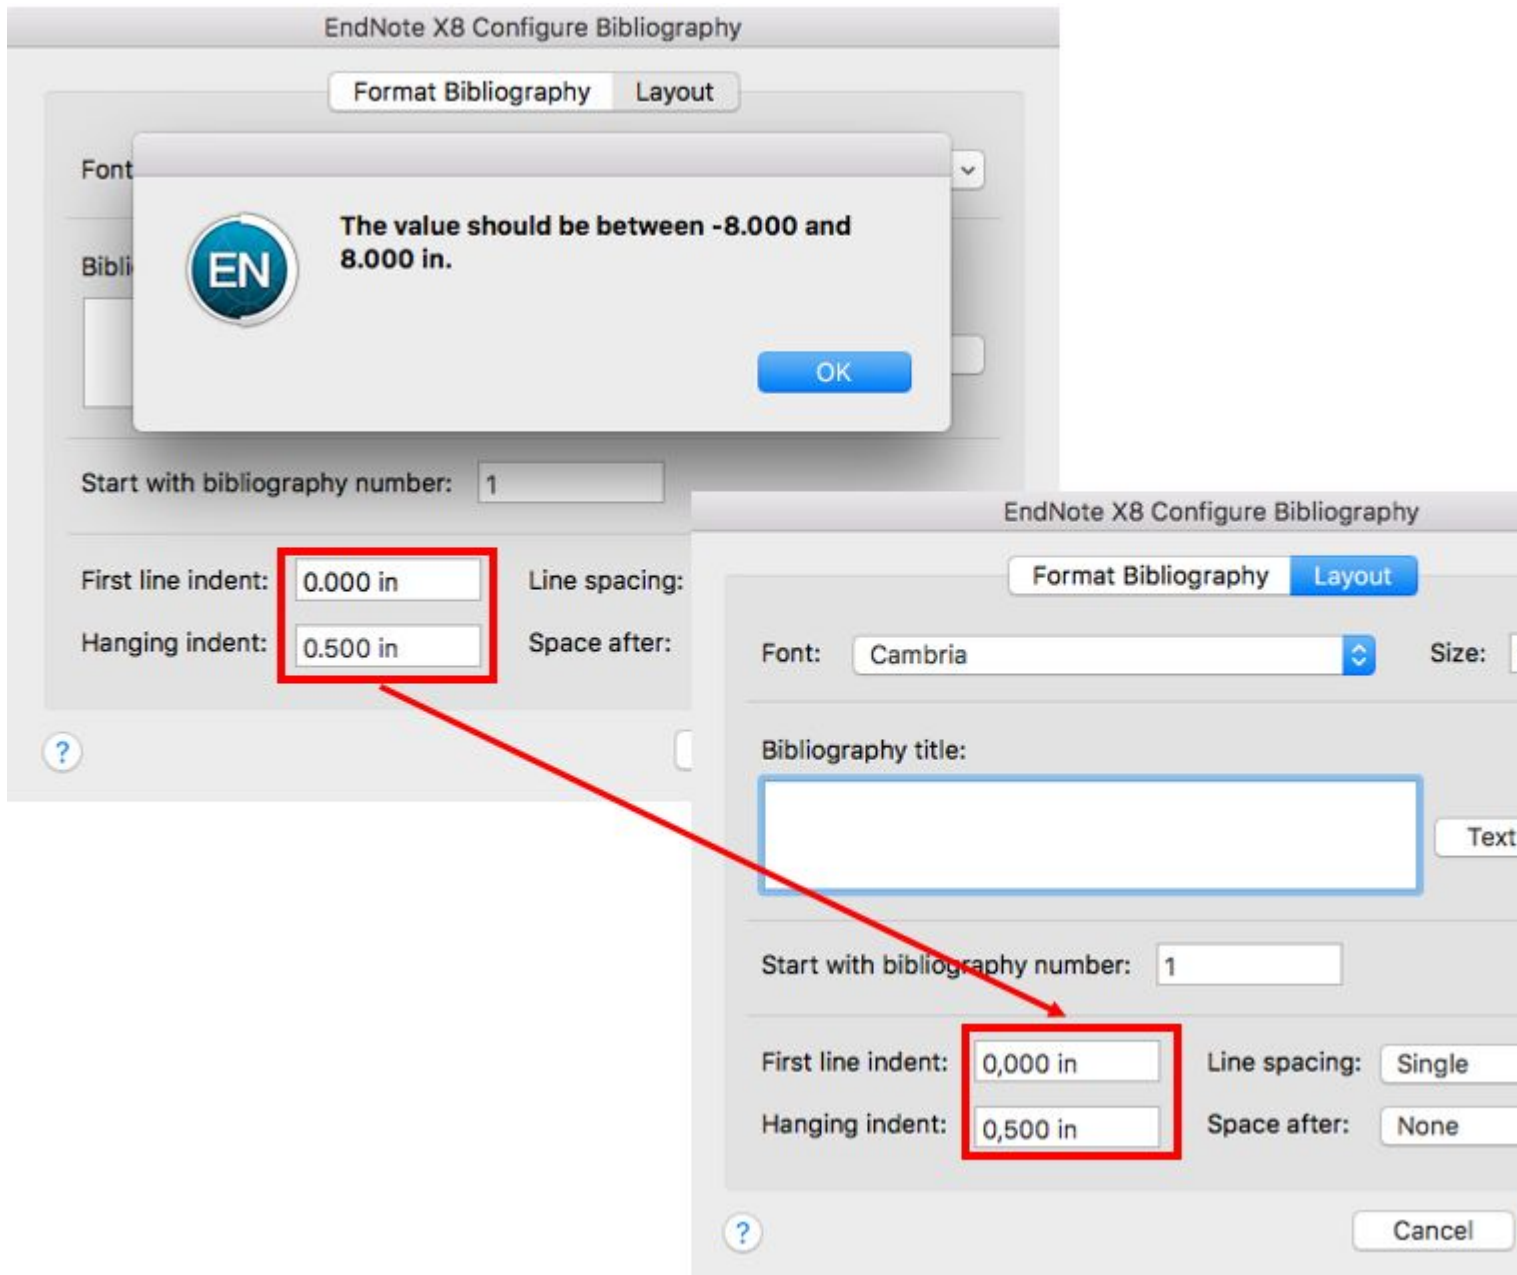 EndNote X8 Configure Bibliography
Format Bibliography Layout
Font
The value should be between -8.000 and
8.000 in.
EN
Bibli
OK
Start with bibliography number: 1
First line indent: 0.000 in Line spacing:
Hanging indent: 0.500 in Space after:
?
EndNote X8 Configure Bibliography
Format Bibliography Layout
Font: Cambria Size:
Bibliography title:
Text
Start with bibliography number: 1
First line indent: 0,000 in Line spacing: Single
Hanging indent: 0,500 in Space after: None
? Cancel